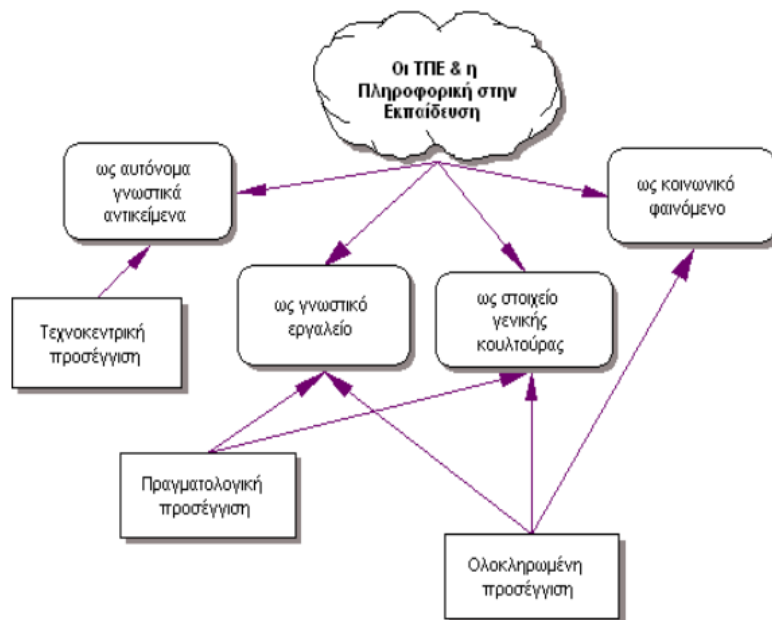 Οι ΤΠΕ & η
Πληροφορική στην
Εκπαίδευση
ως αυτόνομα
γνωστικά
αντικείμενα
ως κοινωνικό
φαινόμενο
ως γνωστικό
εργαλείο
ως στοιχείο
γενικής
κουλτούρας
Τεχνοκεντρική
προσέγγιση
Πραγματολογική
προσέγγιση
Ολοκληρωμένη
προσέγγιση